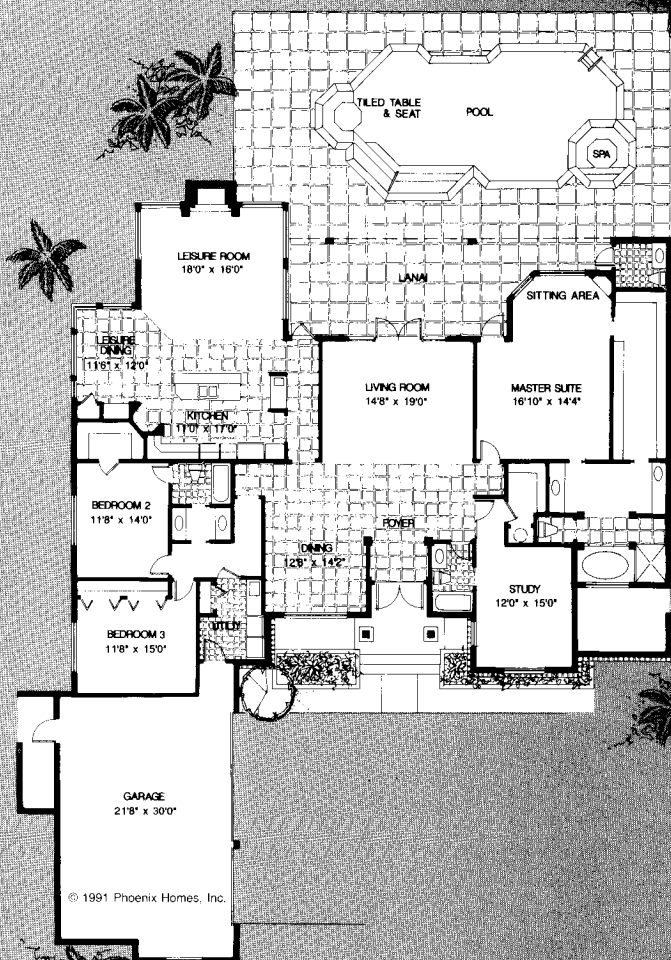 TILED TABLE
& SEAT
POOL
SPA
LEISURE ROOM
18'0" x 16'0"
LANAI
SITTING AREA
LEISURE
DINING
11'6" x 12'0"
LIVING ROOM
14'8" x 19'0"
MASTER SUITE
16'10" x 14'4"
KITCHEN
11'0" x 17'0"
BEDROOM 2
11'8" x 14'0"
FOYER
DINING
12'8" x 14'2"
STUDY
12'0" x 15'0"
UTILITY
BEDROOM 3
11'8" x 15'0"
GARAGE
21'8" x 30'0"
© 1991 Phoenix Homes, Inc.